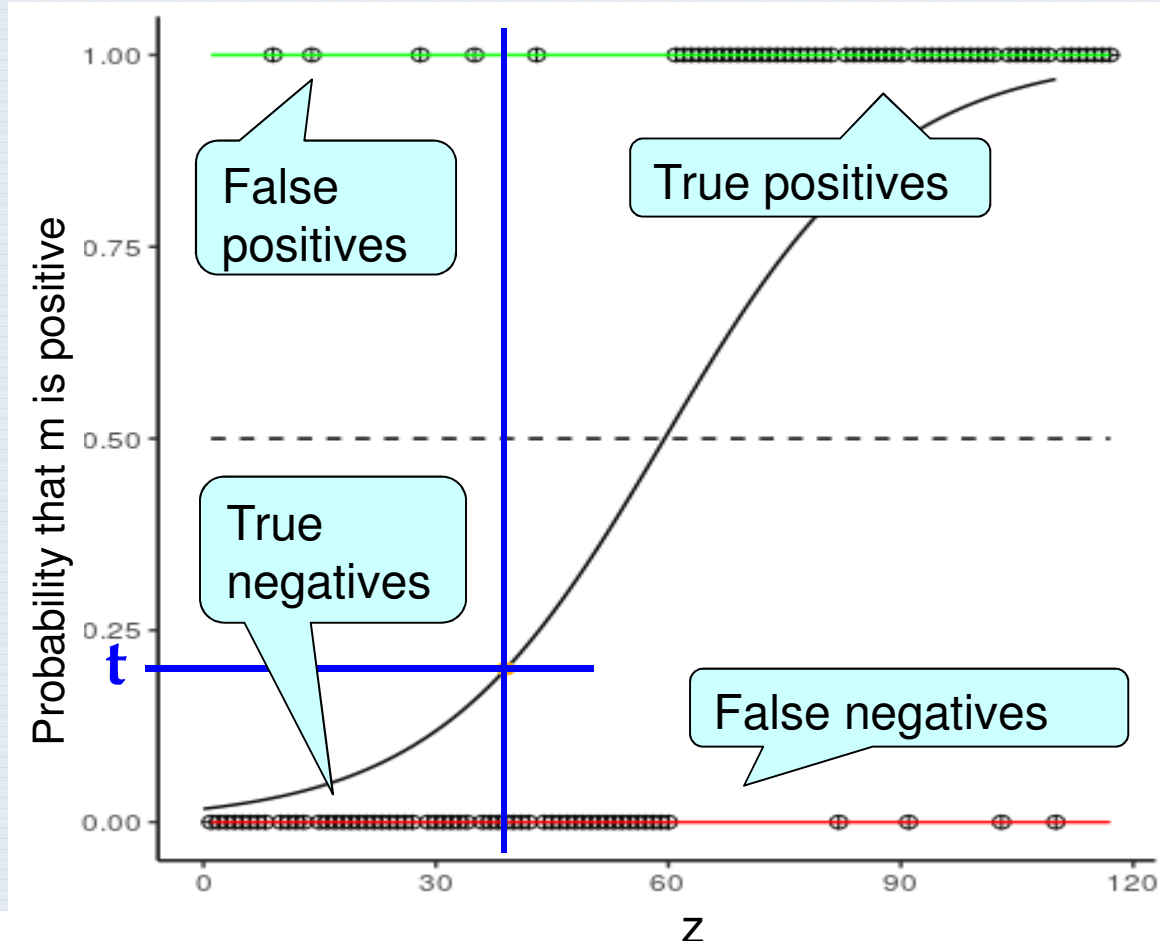 Probability that m is positive
1.00
0.75
0.50
0.25
0.00
t
False
positives
True positives
True
negatives
False negatives
0
30
60
90
120
z